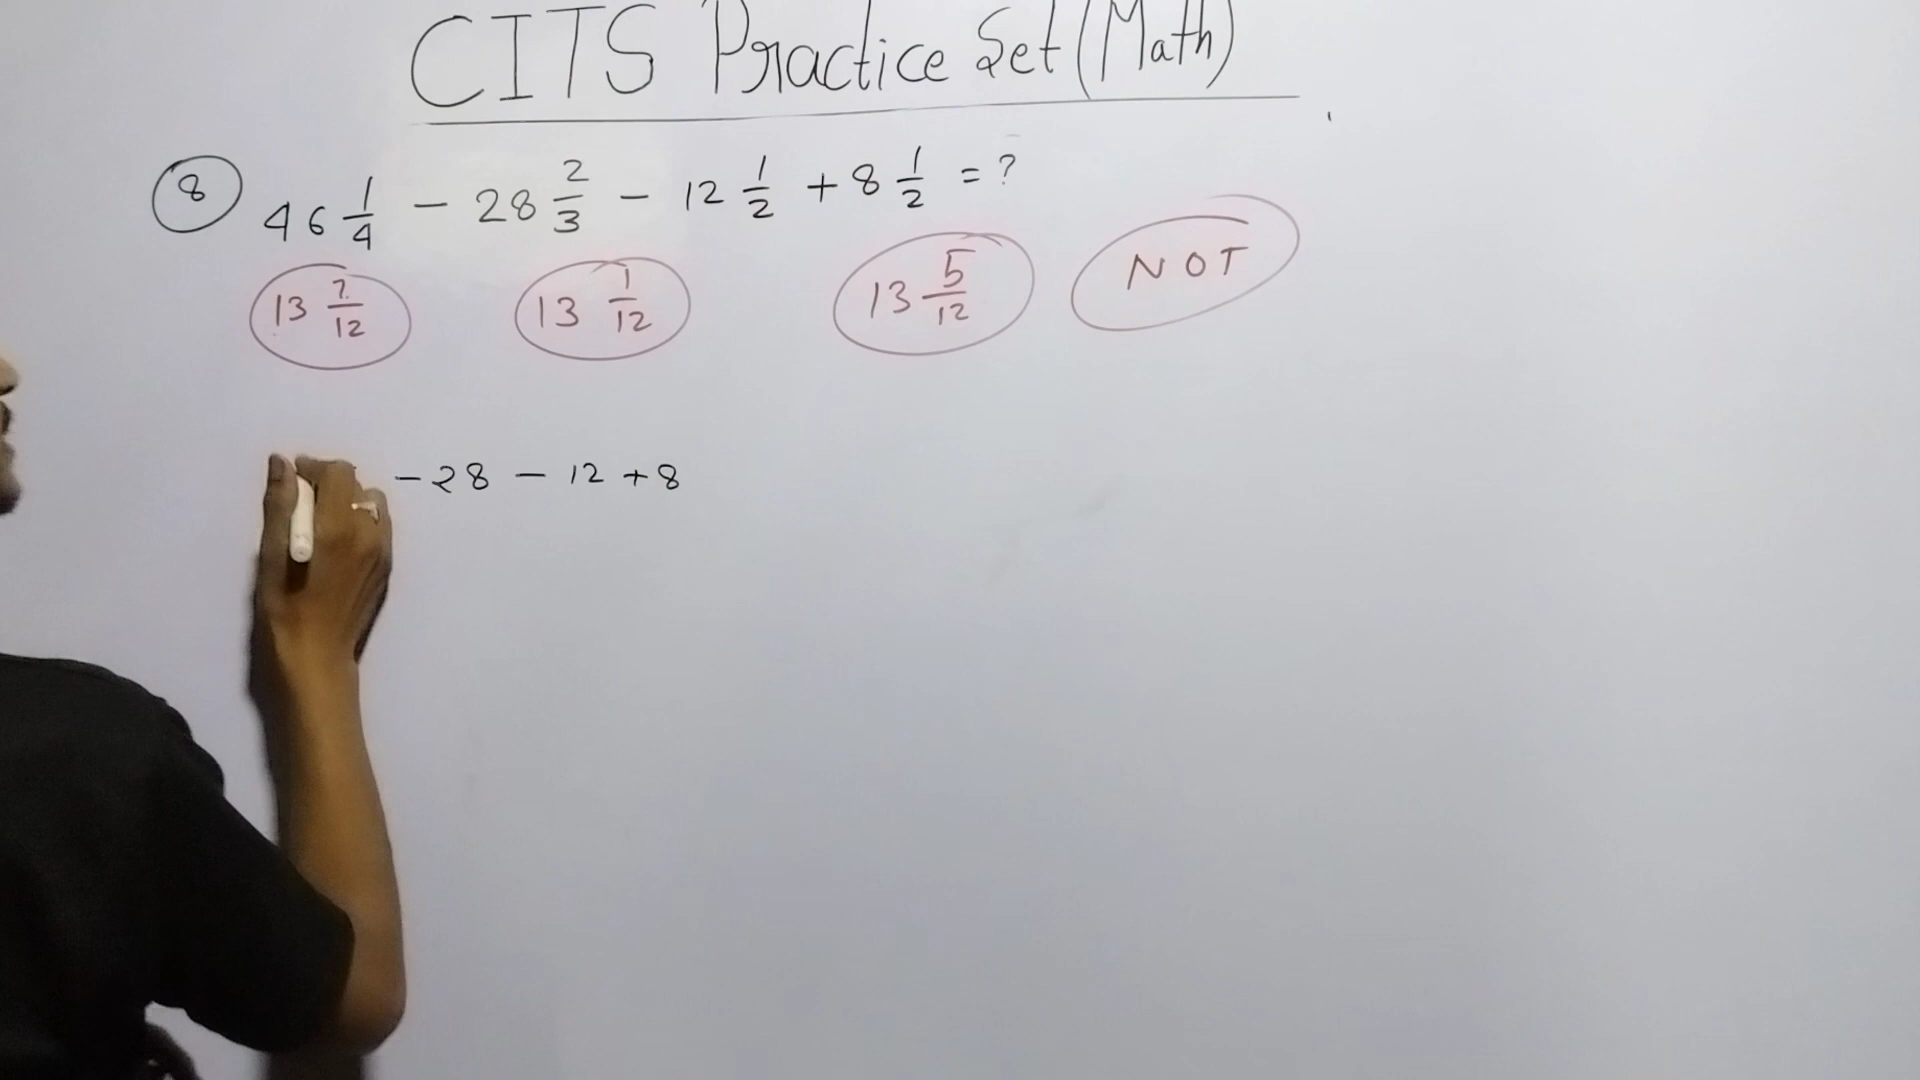 CITS Practice Set (Math)
8 46 1/4 - 28 2/3 - 12 1/2 + 8 1/2 = ?
13 7/12 13 1/12 13 5/12 NOT
- 28 - 12 + 8